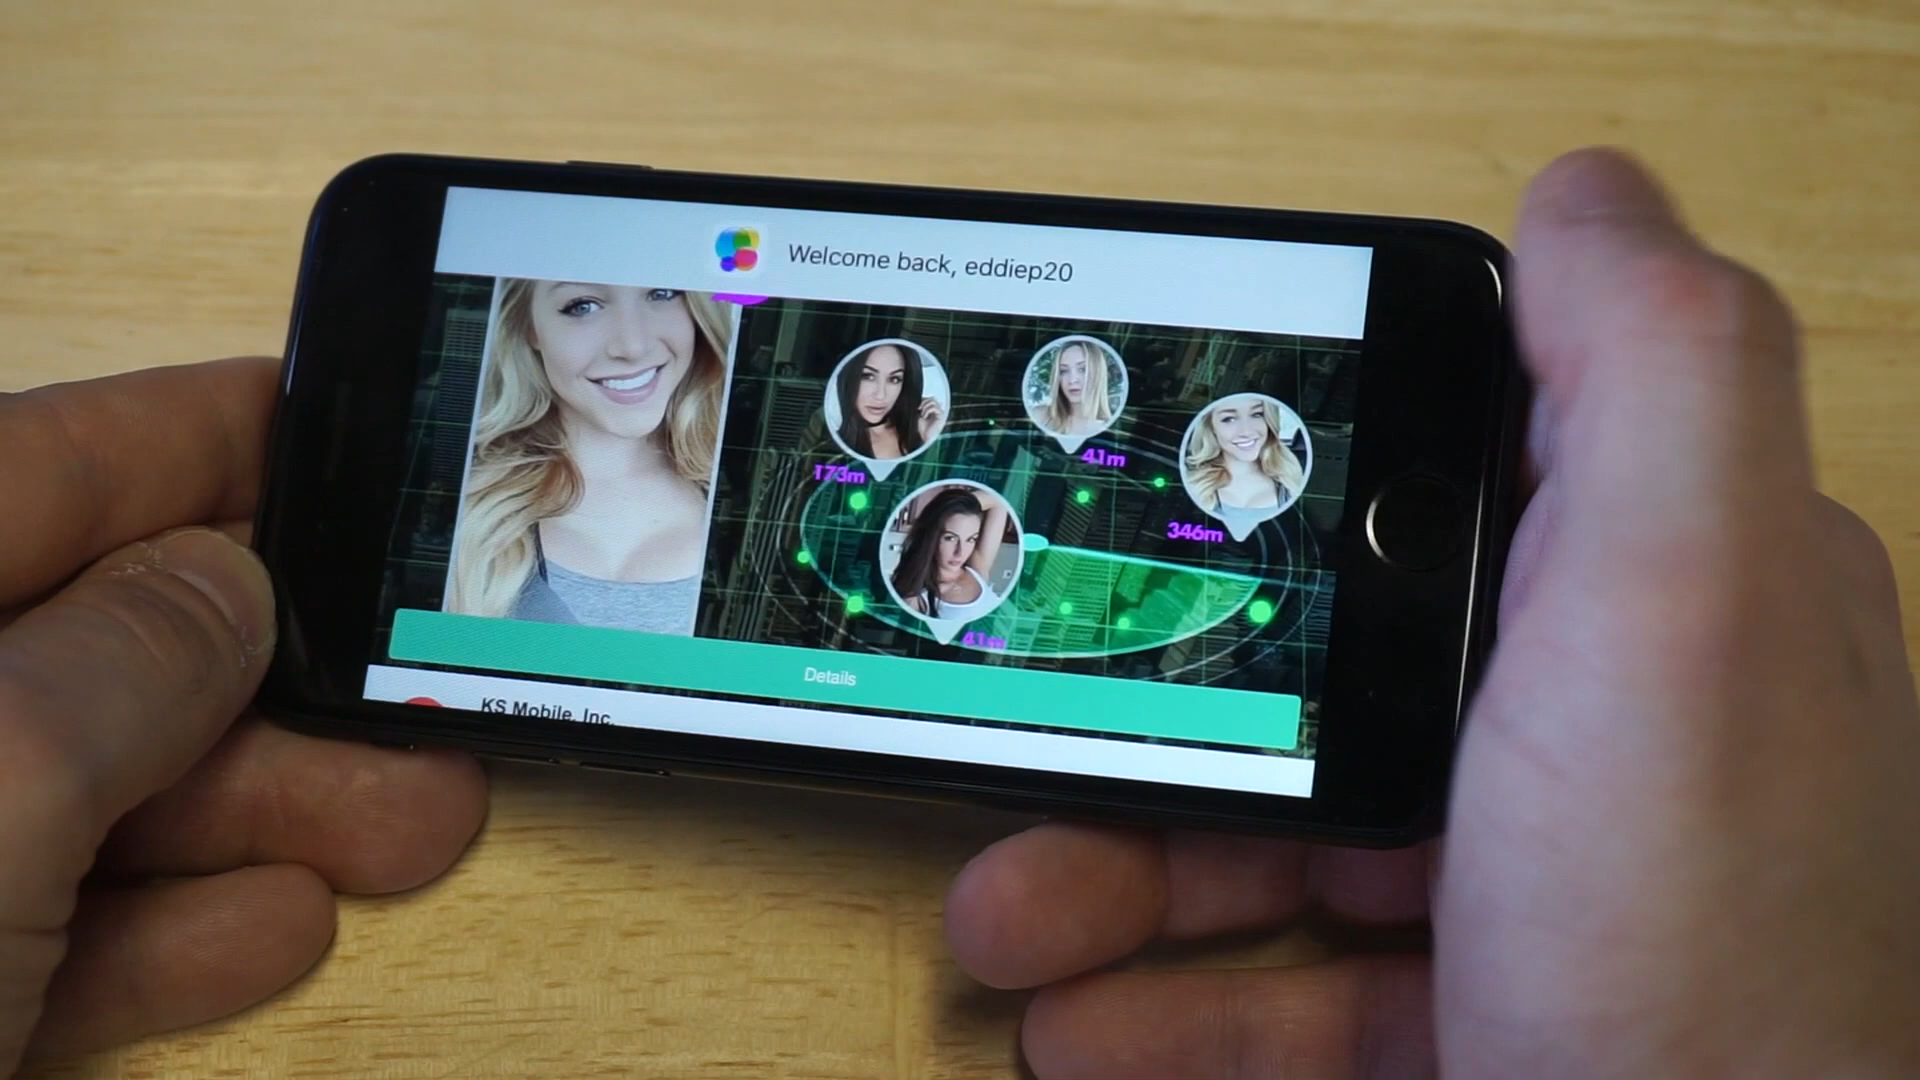 Welcome back, eddiep20
173m
41m
346m
41m
Details
KS Mobile, Inc.